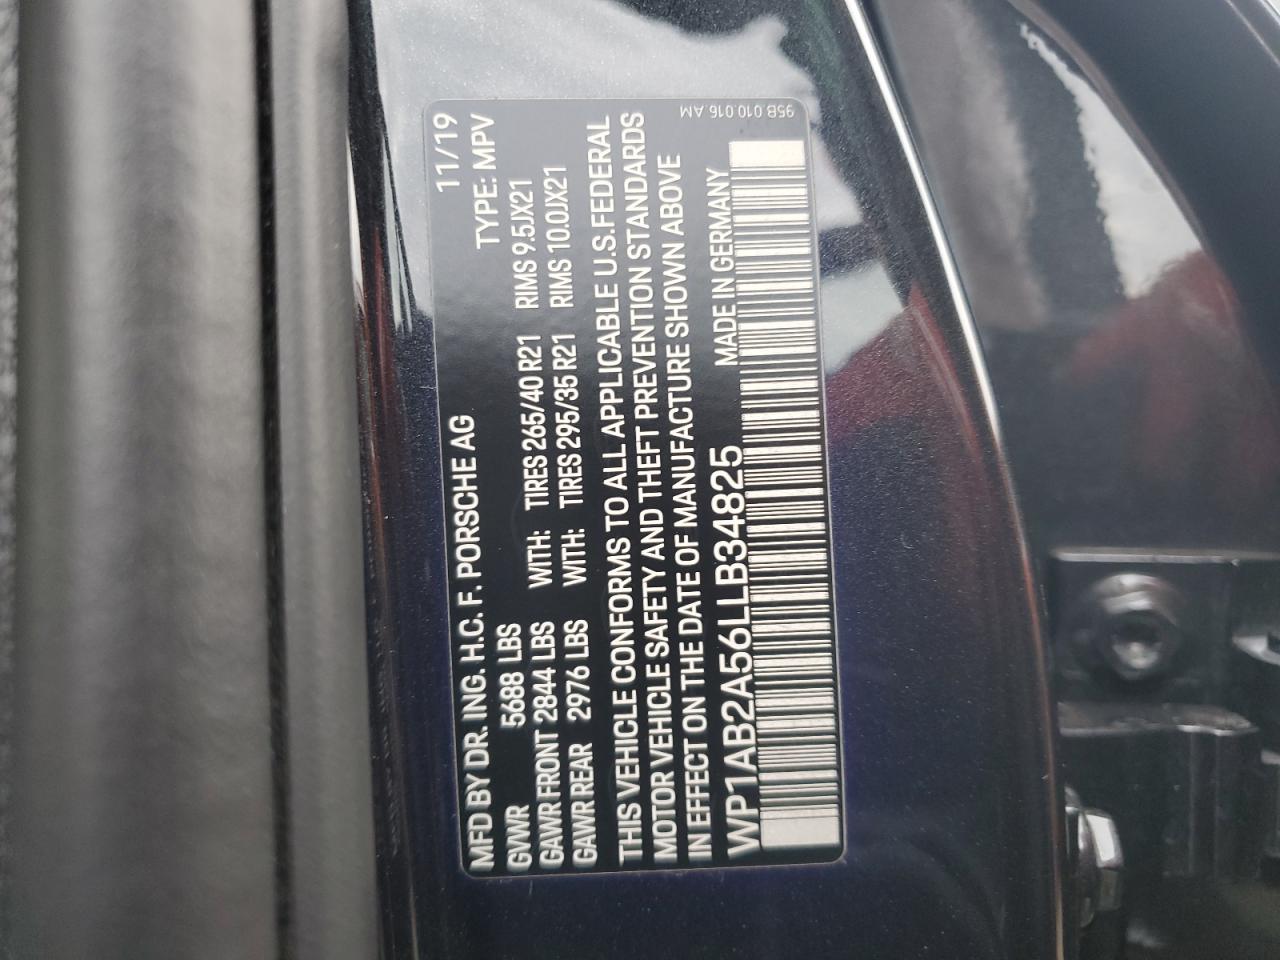 MFD BY DR. ING. H.C. F. PORSCHE AG 11/19
GVWR 5688 LBS TYPE: MPV
GAWR FRONT 2844 LBS WITH: TIRES 265/40 R21 RIMS 9.5JX21
GAWR REAR 2976 LBS WITH: TIRES 295/35 R21 RIMS 10.0JX21
THIS VEHICLE CONFORMS TO ALL APPLICABLE U.S.FEDERAL
MOTOR VEHICLE SAFETY AND THEFT PREVENTION STANDARDS
IN EFFECT ON THE DATE OF MANUFACTURE SHOWN ABOVE
WP1AB2A56LLB34825 MADE IN GERMANY
95B.010.016.AM